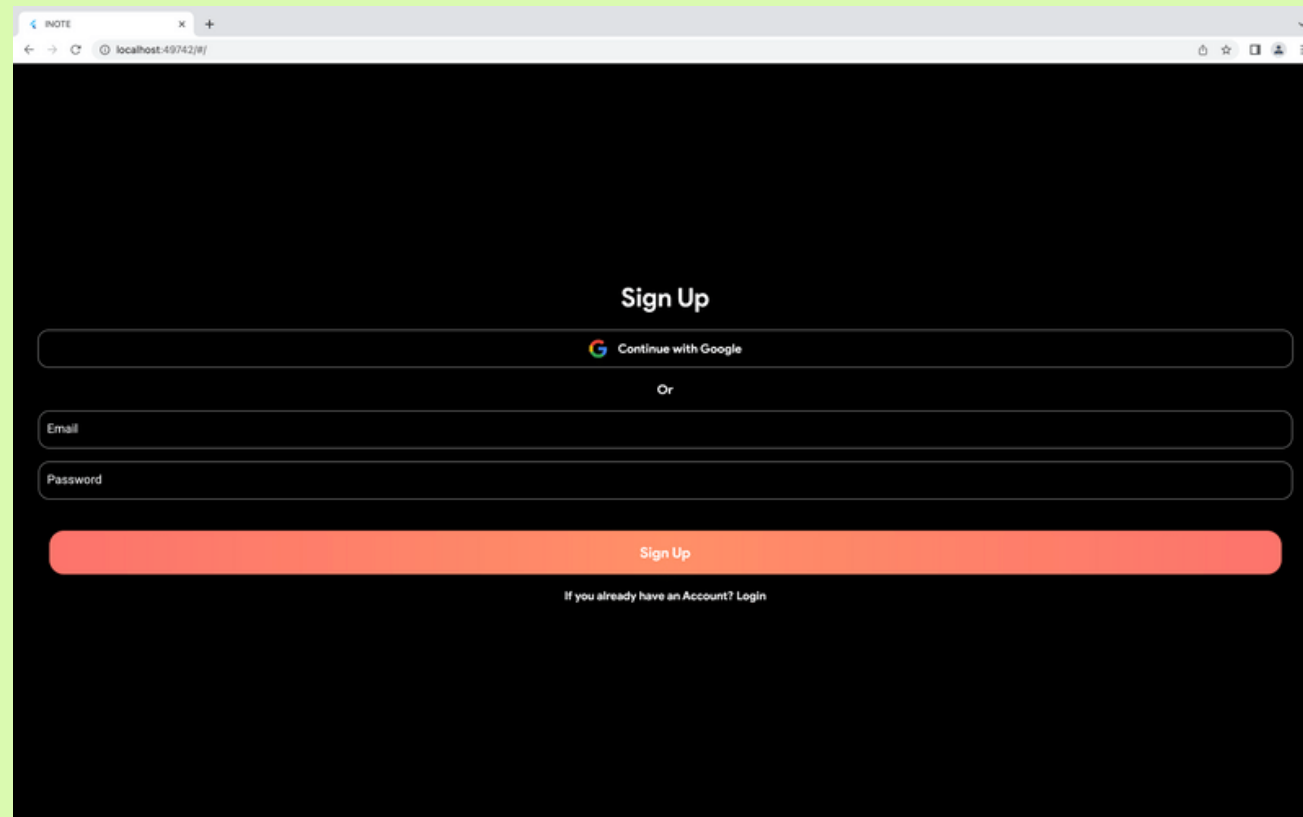 INOTE
localhost:49742/#/
Sign Up
Continue with Google
Or
Email
Password
Sign Up
If you already have an Account? Login